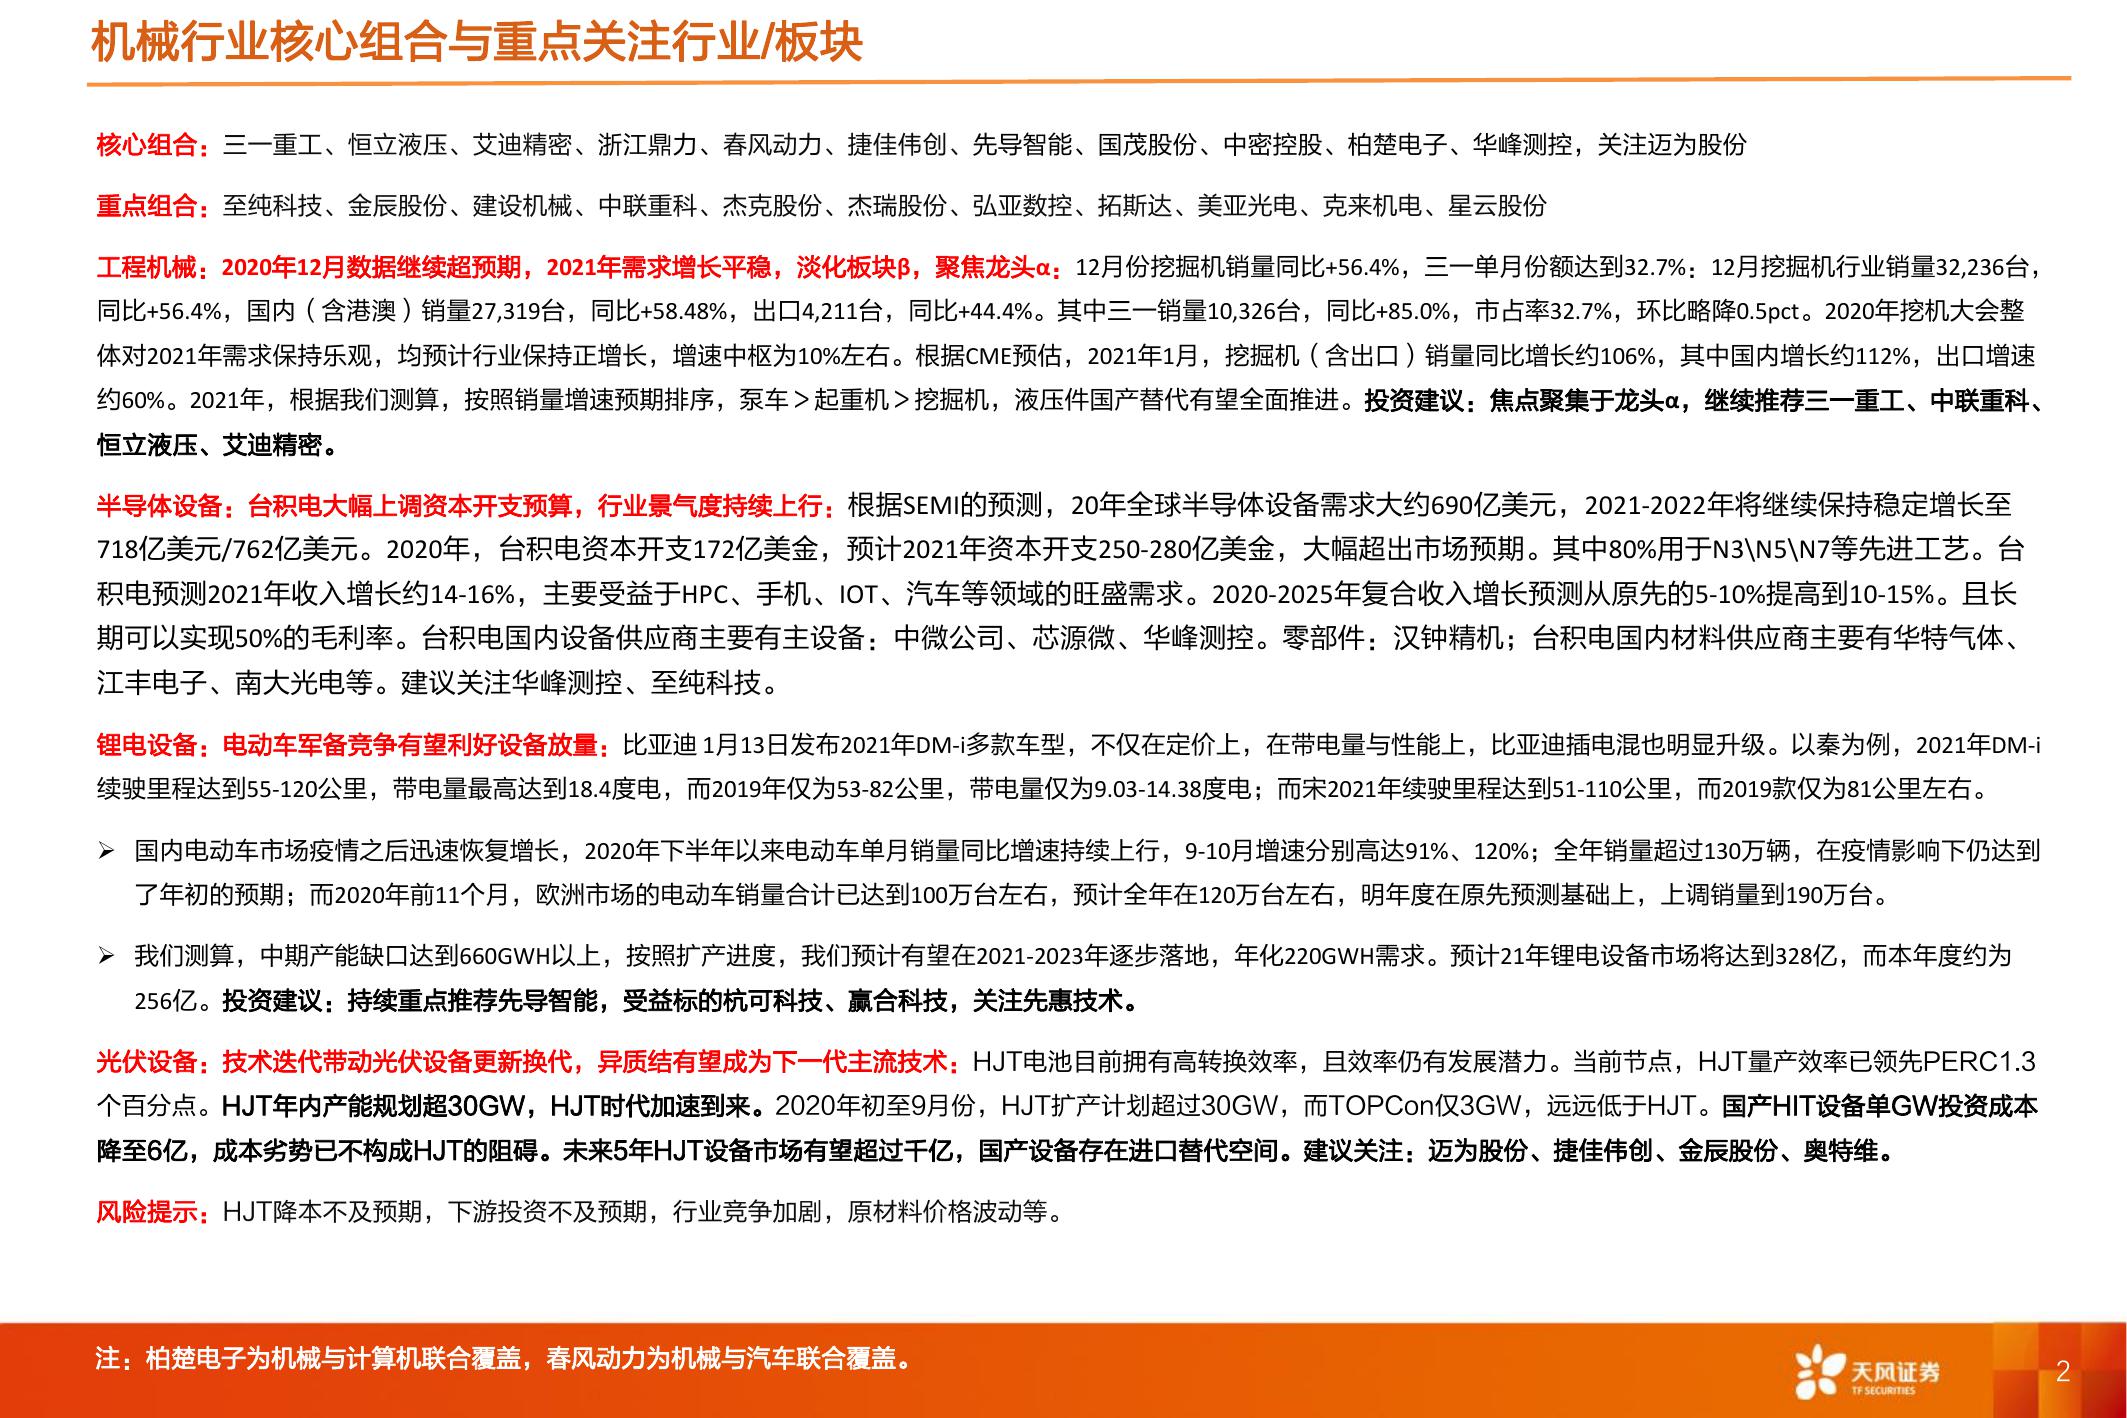 机械行业核心组合与重点关注行业/板块
核心组合：三一重工、恒立液压、艾迪精密、浙江鼎力、春风动力、捷佳伟创、先导智能、国茂股份、中密控股、柏楚电子、华峰测控，关注迈为股份
重点组合：至纯科技、金辰股份、建设机械、中联重科、杰克股份、杰瑞股份、弘亚数控、拓斯达、美亚光电、克来机电、星云股份
工程机械：2020年12月数据继续超预期，2021年需求增长平稳，淡化板块β，聚焦龙头α：12月份挖掘机销量同比+56.4%，三一单月份额达到32.7%：12月挖掘机行业销量32,236台，
同比+56.4%，国内（含港澳）销量27,319台，同比+58.48%，出口4,211台，同比+44.4%。其中三一销量10,326台，同比+85.0%，市占率32.7%，环比略降0.5pct。2020年挖机大会整
体对2021年需求保持乐观，均预计行业保持正增长，增速中枢为10%左右。根据CME预估，2021年1月，挖掘机（含出口）销量同比增长约106%，其中国内增长约112%，出口增速
约60%。2021年，根据我们测算，按照销量增速预期排序，泵车＞起重机＞挖掘机，液压件国产替代有望全面推进。投资建议：焦点聚集于龙头α，继续推荐三一重工、中联重科、
恒立液压、艾迪精密。
半导体设备：台积电大幅上调资本开支预算，行业景气度持续上行：根据SEMI的预测，20年全球半导体设备需求大约690亿美元，2021-2022年将继续保持稳定增长至
718亿美元/762亿美元。2020年，台积电资本开支172亿美金，预计2021年资本开支250-280亿美金，大幅超出市场预期。其中80%用于N3\N5\N7等先进工艺。台
积电预测2021年收入增长约14-16%，主要受益于HPC、手机、IOT、汽车等领域的旺盛需求。2020-2025年复合收入增长预测从原先的5-10%提高到10-15%。且长
期可以实现50%的毛利率。台积电国内设备供应商主要有主设备：中微公司、芯源微、华峰测控。零部件：汉钟精机；台积电国内材料供应商主要有华特气体、
江丰电子、南大光电等。建议关注华峰测控、至纯科技。
锂电设备：电动车军备竞争有望利好设备放量：比亚迪 1月13日发布2021年DM-i多款车型，不仅在定价上，在带电量与性能上，比亚迪插电混也明显升级。以秦为例，2021年DM-i
续驶里程达到55-120公里，带电量最高达到18.4度电，而2019年仅为53-82公里，带电量仅为9.03-14.38度电；而宋2021年续驶里程达到51-110公里，而2019款仅为81公里左右。
➢ 国内电动车市场疫情之后迅速恢复增长，2020年下半年以来电动车单月销量同比增速持续上行，9-10月增速分别高达91%、120%；全年销量超过130万辆，在疫情影响下仍达到
了年初的预期；而2020年前11个月，欧洲市场的电动车销量合计已达到100万台左右，预计全年在120万台左右，明年度在原先预测基础上，上调销量到190万台。
➢ 我们测算，中期产能缺口达到660GWH以上，按照扩产进度，我们预计有望在2021-2023年逐步落地，年化220GWH需求。预计21年锂电设备市场将达到328亿，而本年度约为
256亿。投资建议：持续重点推荐先导智能，受益标的杭可科技、赢合科技，关注先惠技术。
光伏设备：技术迭代带动光伏设备更新换代，异质结有望成为下一代主流技术：HJT电池目前拥有高转换效率，且效率仍有发展潜力。当前节点，HJT量产效率已领先PERC1.3
个百分点。HJT年内产能规划超30GW，HJT时代加速到来。2020年初至9月份，HJT扩产计划超过30GW，而TOPCon仅3GW，远远低于HJT。国产HIT设备单GW投资成本
降至6亿，成本劣势已不构成HJT的阻碍。未来5年HJT设备市场有望超过千亿，国产设备存在进口替代空间。建议关注：迈为股份、捷佳伟创、金辰股份、奥特维。
风险提示：HJT降本不及预期，下游投资不及预期，行业竞争加剧，原材料价格波动等。
注：柏楚电子为机械与计算机联合覆盖，春风动力为机械与汽车联合覆盖。
天风证券
TF SECURITIES
2